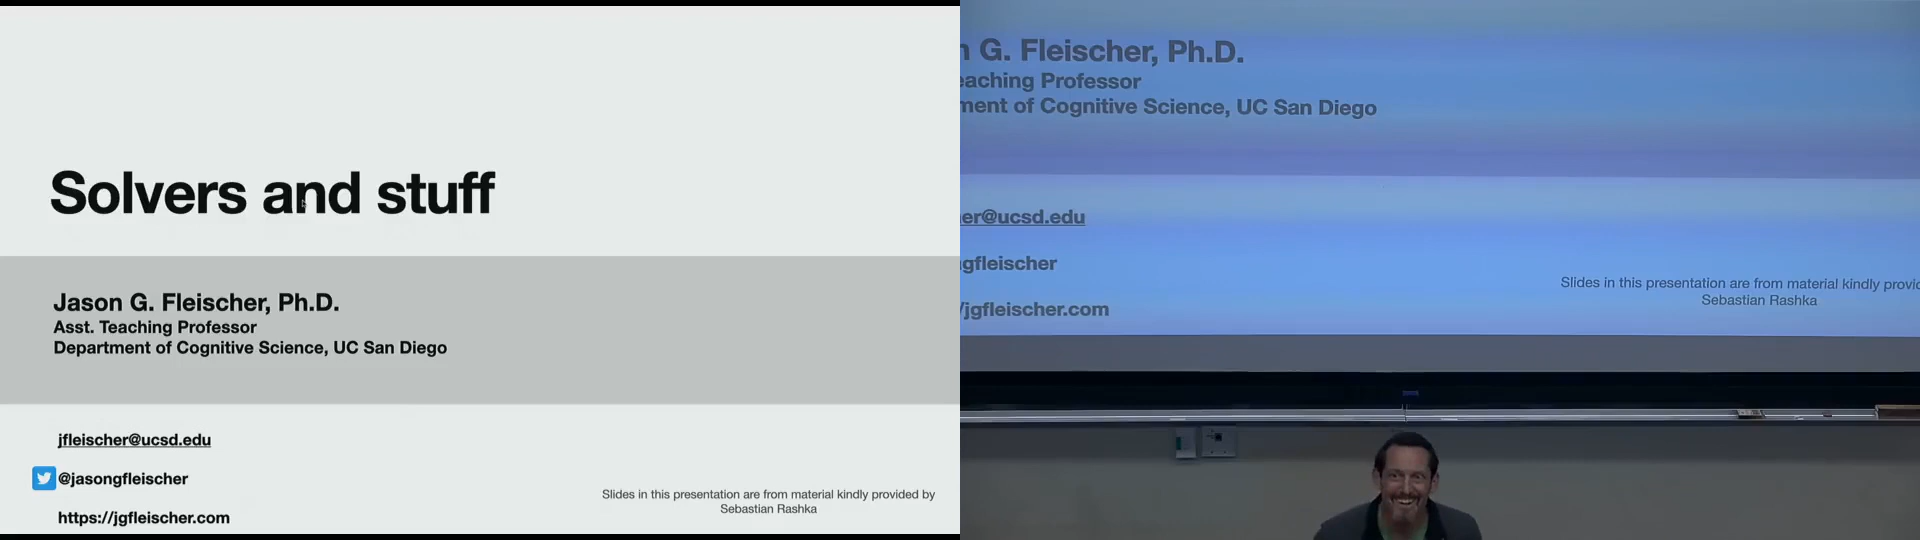 Solvers and stuff
Jason G. Fleischer, Ph.D.
Asst. Teaching Professor
Department of Cognitive Science, UC San Diego
jfleischer@ucsd.edu
@jasongfleischer
https://jgfleischer.com
Slides in this presentation are from material kindly provided by
Sebastian Rashka
n G. Fleischer, Ph.D.
eaching Professor
ment of Cognitive Science, UC San Diego
er@ucsd.edu
gfleischer
/jgfleischer.com
Slides in this presentation are from material kindly provid
Sebastian Rashka